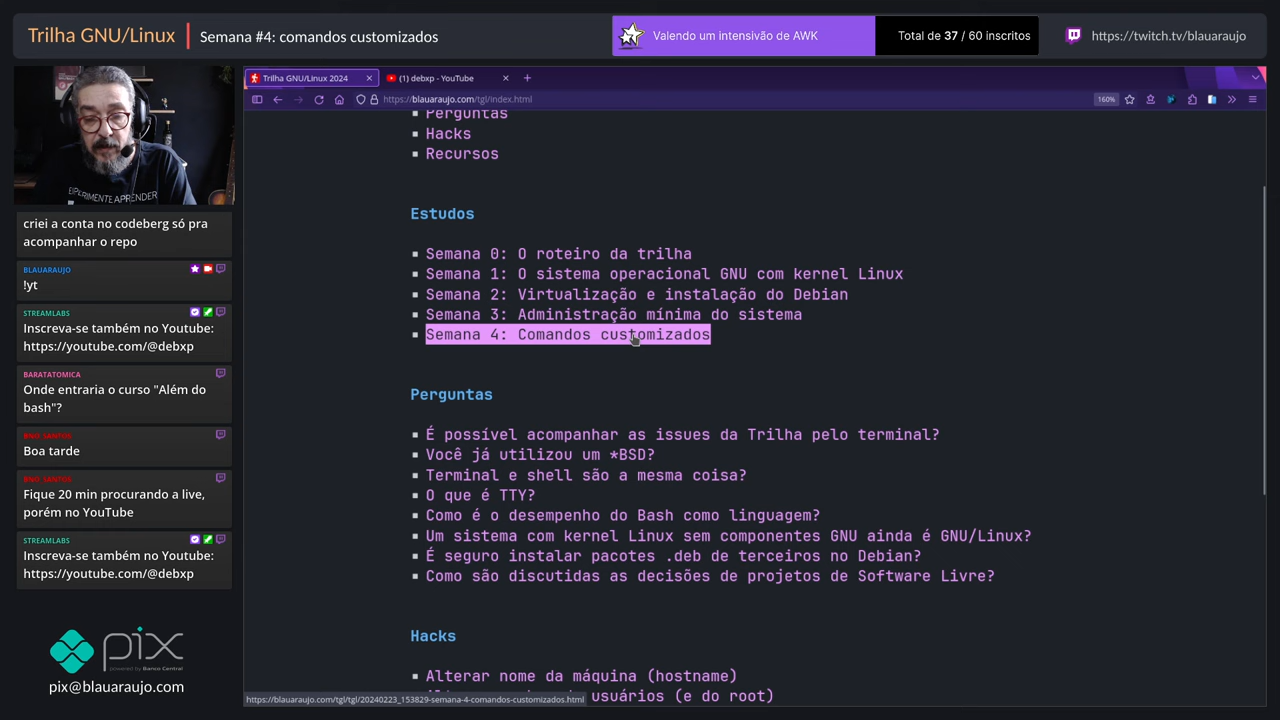 Trilha GNU/Linux
Semana #4: comandos customizados
Valendo um intensivão de AWK
Total de 37 / 60 inscritos
https://twitch.tv/blauaraujo
EXPERIMENTE APRENDER
criei a conta no codeberg só pra
acompanhar o repo
BLAUARAUJO
!yt
STREAMLABS
Inscreva-se também no Youtube:
https://youtube.com/@debxp
BARATATOMICA
Onde entraria o curso "Além do
bash"?
BNO_SANTOS
Boa tarde
BNO_SANTOS
Fique 20 min procurando a live,
porém no YouTube
STREAMLABS
Inscreva-se também no Youtube:
https://youtube.com/@debxp
pix
powered by Banco Central
pix@blauaraujo.com
Trilha GNU/Linux 2024
(1) debxp - YouTube
https://blauaraujo.com/tgl/index.html
160%
Perguntas
Hacks
Recursos
Estudos
Semana 0: O roteiro da trilha
Semana 1: O sistema operacional GNU com kernel Linux
Semana 2: Virtualização e instalação do Debian
Semana 3: Administração mínima do sistema
Semana 4: Comandos customizados
Perguntas
É possível acompanhar as issues da Trilha pelo terminal?
Você já utilizou um *BSD?
Terminal e shell são a mesma coisa?
O que é TTY?
Como é o desempenho do Bash como linguagem?
Um sistema com kernel Linux sem componentes GNU ainda é GNU/Linux?
É seguro instalar pacotes .deb de terceiros no Debian?
Como são discutidas as decisões de projetos de Software Livre?
Hacks
Alterar nome da máquina (hostname)
usuários (e do root)
https://blauaraujo.com/tgl/tgl/20240223_153829-semana-4-comandos-customizados.html